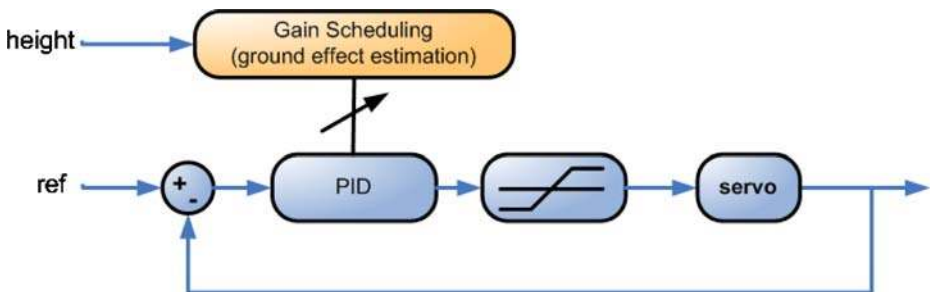 Gain Scheduling
(ground effect estimation)
height
ref
+
-
PID
servo